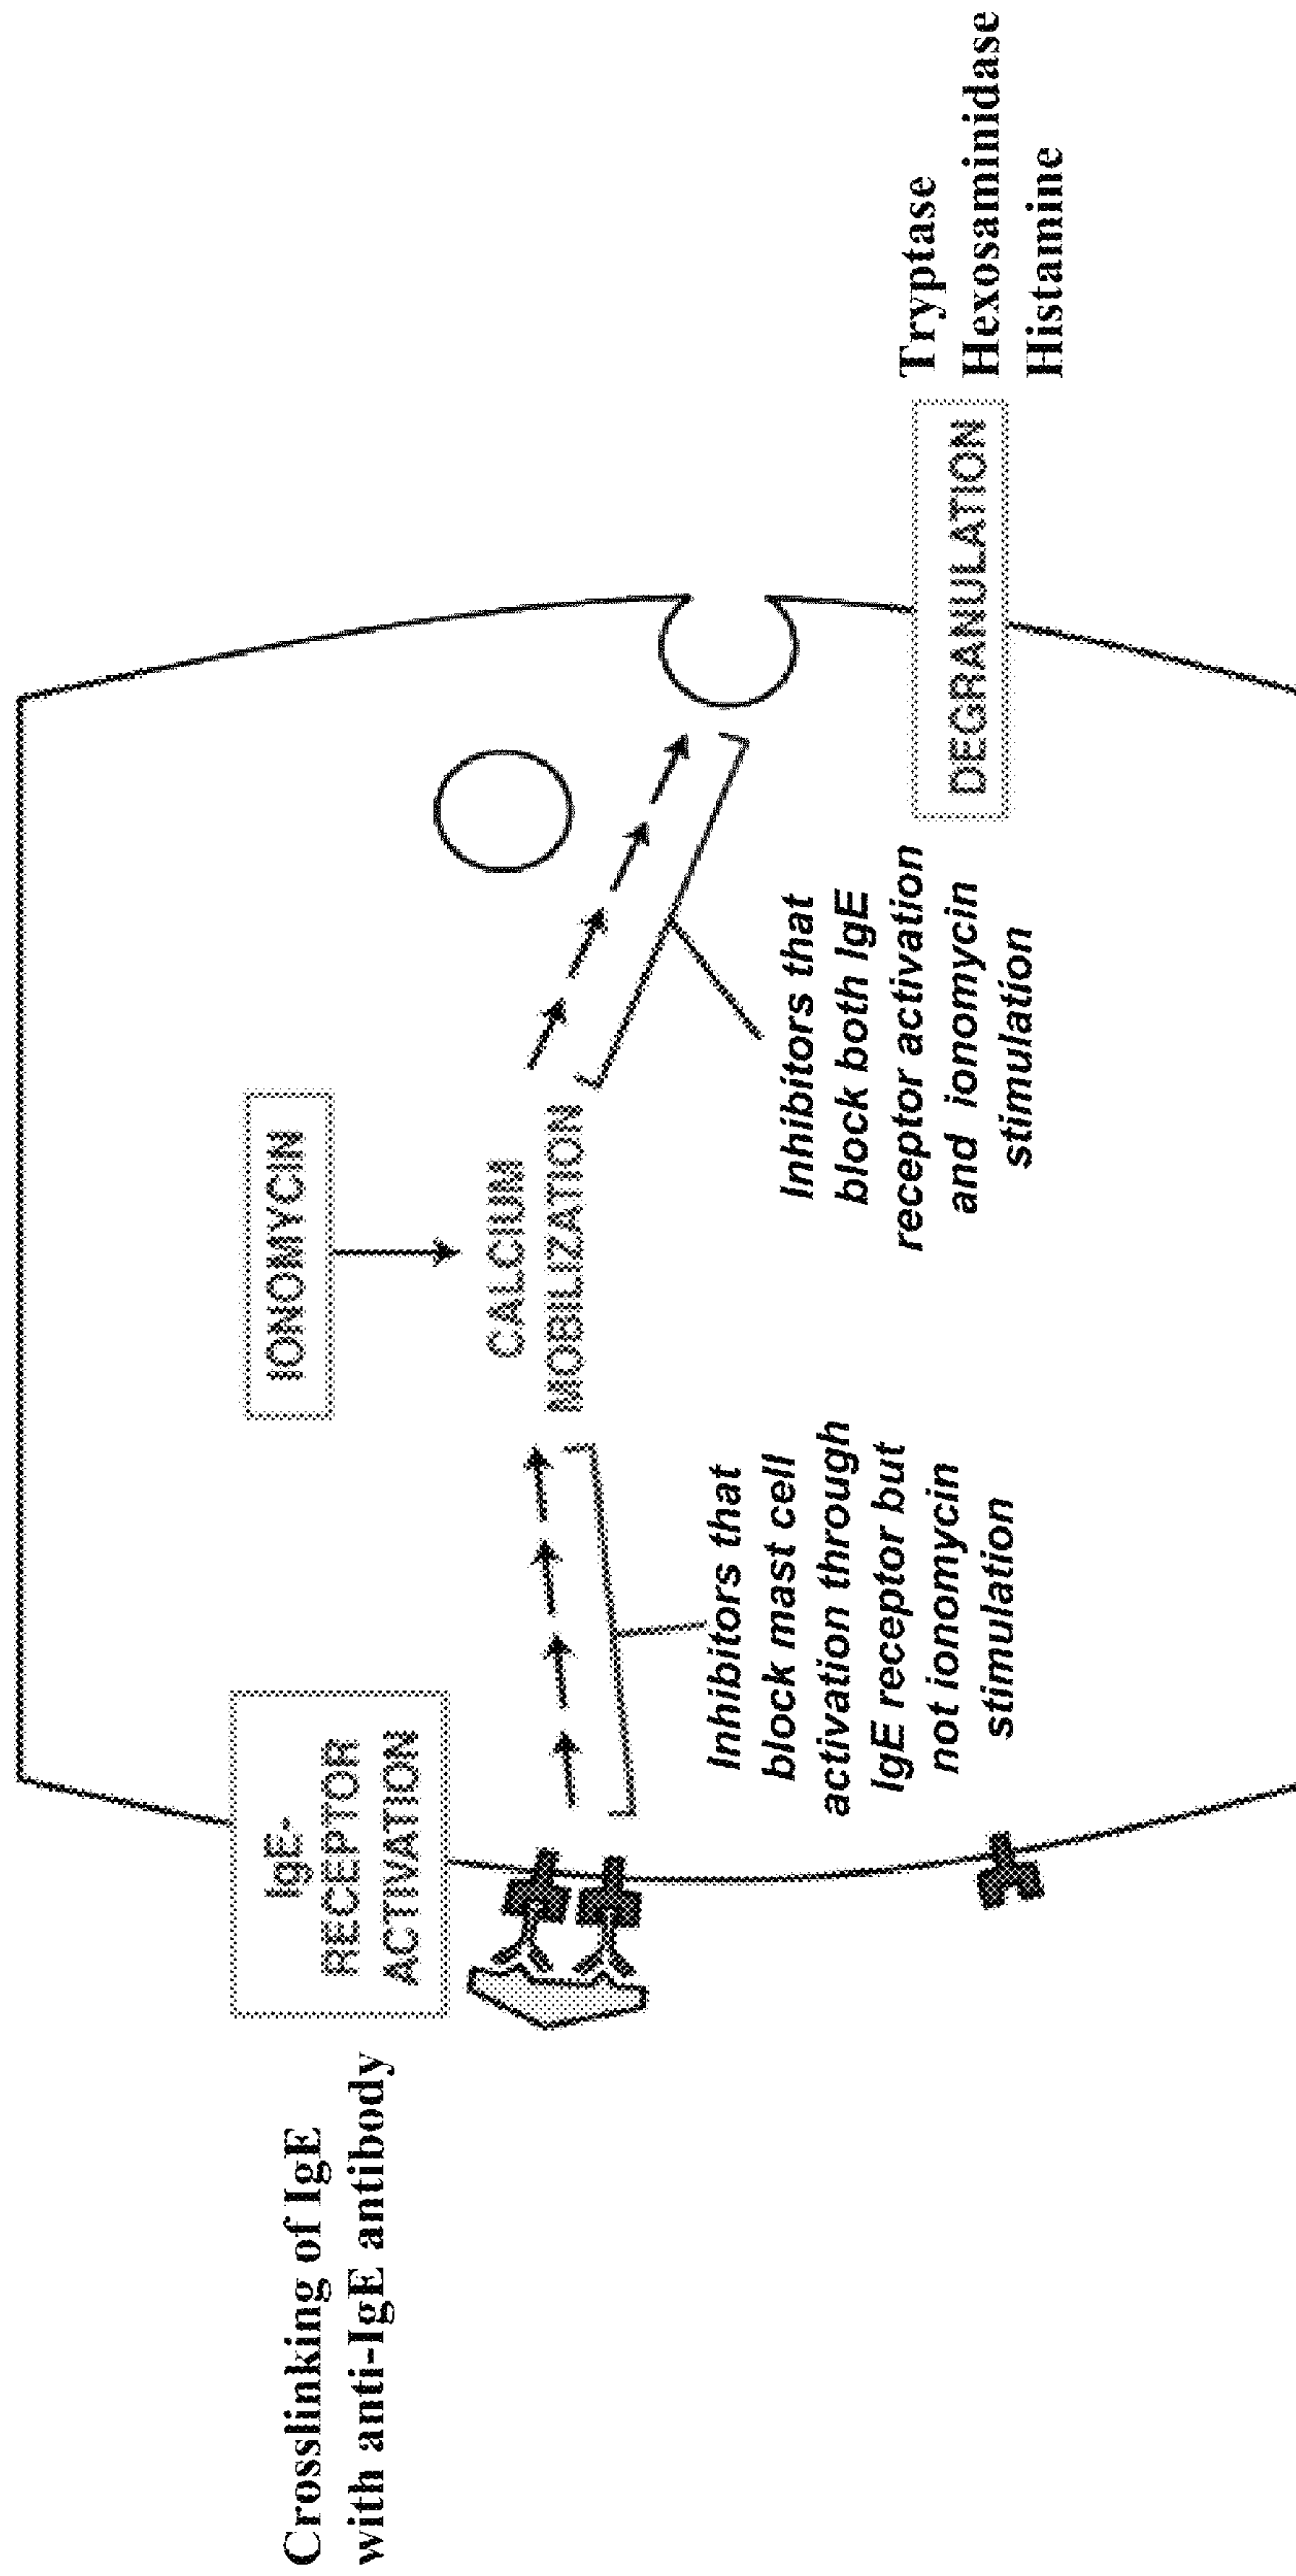 Crosslinking of IgE
with anti-IgE antibody
IgE-
RECEPTOR
ACTIVATION
IONOMYCIN
CALCIUM
MOBILIZATION
Inhibitors that
block mast cell
activation through
IgE receptor but
not ionomycin
stimulation
Inhibitors that
block both IgE
receptor activation
and ionomycin
stimulation
DEGRANULATION
Tryptase
Hexosaminidase
Histamine